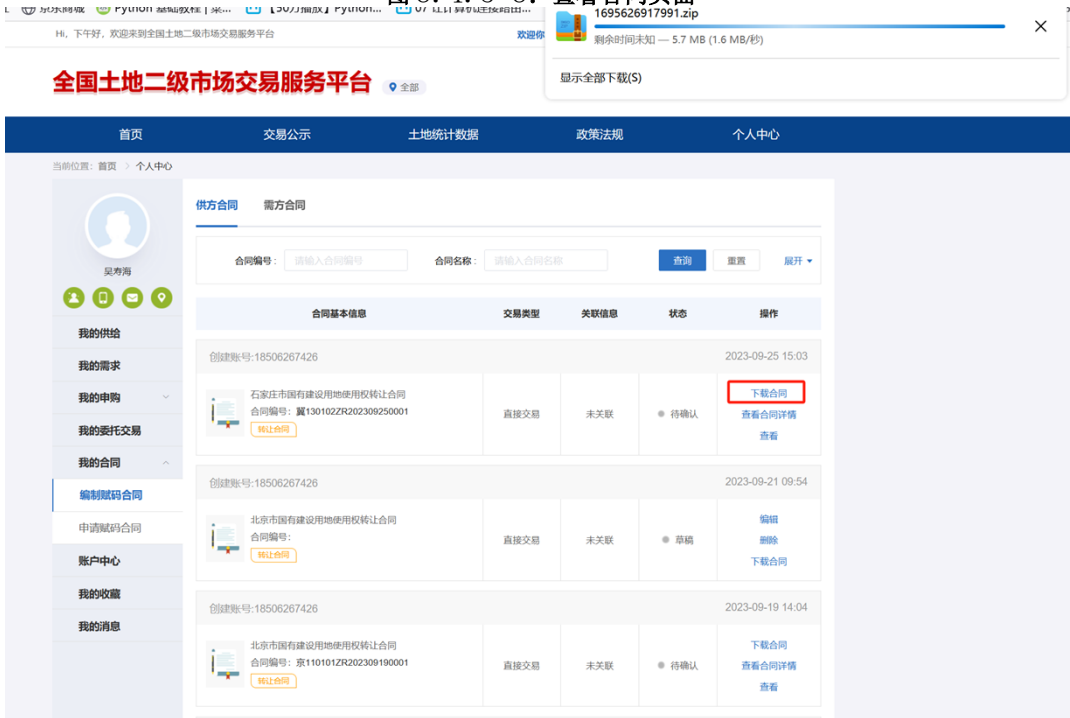 1695626917991.zip
剩余时间未知 — 5.7 MB (1.6 MB/秒)
显示全部下载(S)
Hi, 下午好, 欢迎来到全国土地二级市场交易服务平台
欢迎你
全国土地二级市场交易服务平台
全部
首页
交易公示
土地统计数据
政策法规
个人中心
当前位置: 首页 > 个人中心
吴寿海
我的供给
我的需求
我的申购
我的委托交易
我的合同
编制赋码合同
申请赋码合同
账户中心
我的收藏
我的消息
供方合同
需方合同
合同编号: 请输入合同编号
合同名称: 请输入合同名称
查询
重置
展开
合同基本信息
交易类型
关联信息
状态
操作
创建账号:18506267426
2023-09-25 15:03
石家庄市国有建设用地使用权转让合同
合同编号: 冀130102ZR202309250001
转让合同
直接交易
未关联
待确认
下载合同
查看合同详情
查看
创建账号:18506267426
2023-09-21 09:54
北京市国有建设用地使用权转让合同
合同编号:
转让合同
直接交易
未关联
草稿
编辑
删除
下载合同
创建账号:18506267426
2023-09-19 14:04
北京市国有建设用地使用权转让合同
合同编号: 京110101ZR202309190001
转让合同
直接交易
未关联
待确认
下载合同
查看合同详情
查看